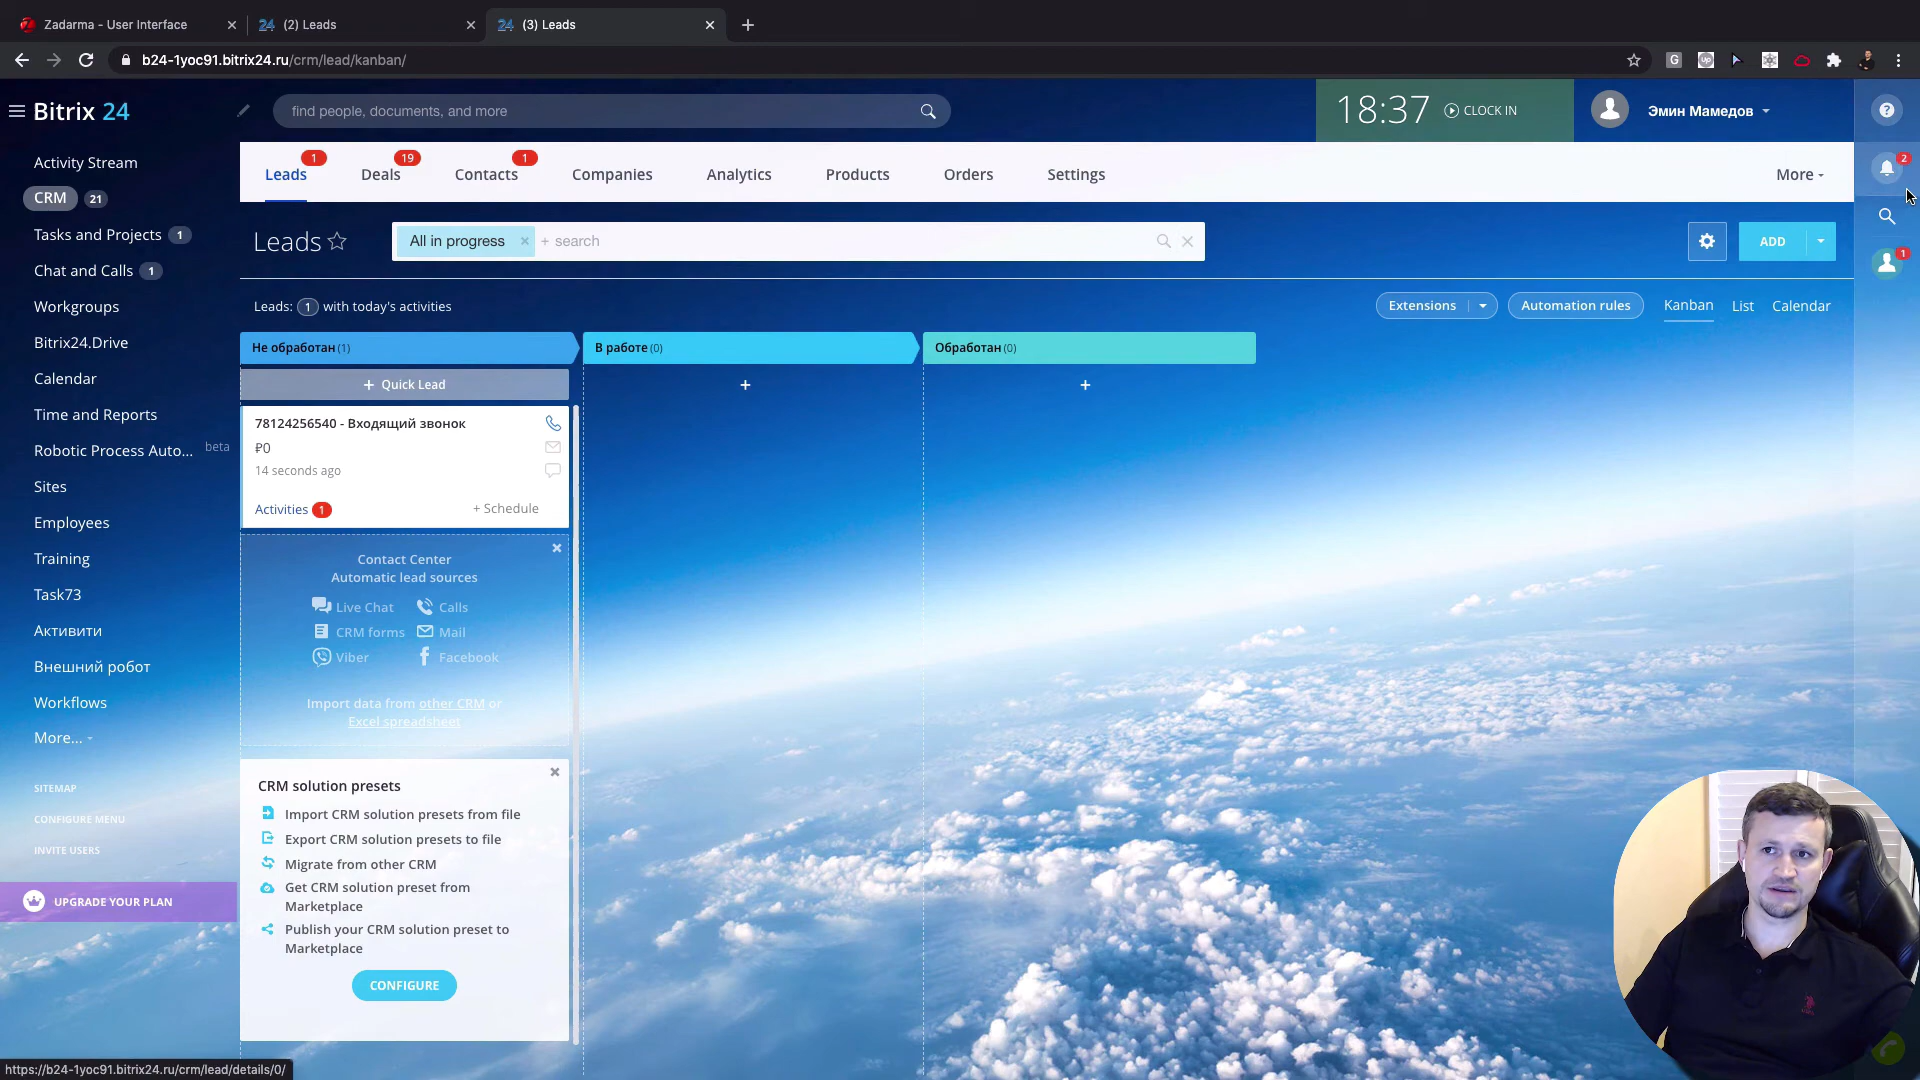 Zadarma - User Interface
(2) Leads
(3) Leads
b24-1yoc91.bitrix24.ru/crm/lead/kanban/
G
up
Bitrix 24
find people, documents, and more
18:37
CLOCK IN
Эмин Мамедов
?
2
1
Activity Stream
CRM 21
Tasks and Projects 1
Chat and Calls 1
Workgroups
Bitrix24.Drive
Calendar
Time and Reports
Robotic Process Auto... beta
Sites
Employees
Training
Task73
Активити
Внешний робот
Workflows
More...
SITEMAP
CONFIGURE MENU
INVITE USERS
UPGRADE YOUR PLAN
1 19 1
Leads Deals Contacts Companies Analytics Products Orders Settings More
Leads
All in progress × + search
ADD
Leads: 1 with today's activities
Extensions Automation rules Kanban List Calendar
Не обработан (1) В работе (0) Обработан (0)
+ Quick Lead + +
78124256540 - Входящий звонок
₽0
14 seconds ago
Activities 1 + Schedule
Contact Center
Automatic lead sources
Live Chat Calls
CRM forms Mail
Viber Facebook
Import data from other CRM or
Excel spreadsheet
CRM solution presets
Import CRM solution presets from file
Export CRM solution presets to file
Migrate from other CRM
Get CRM solution preset from
Marketplace
Publish your CRM solution preset to
Marketplace
CONFIGURE
https://b24-1yoc91.bitrix24.ru/crm/lead/details/0/